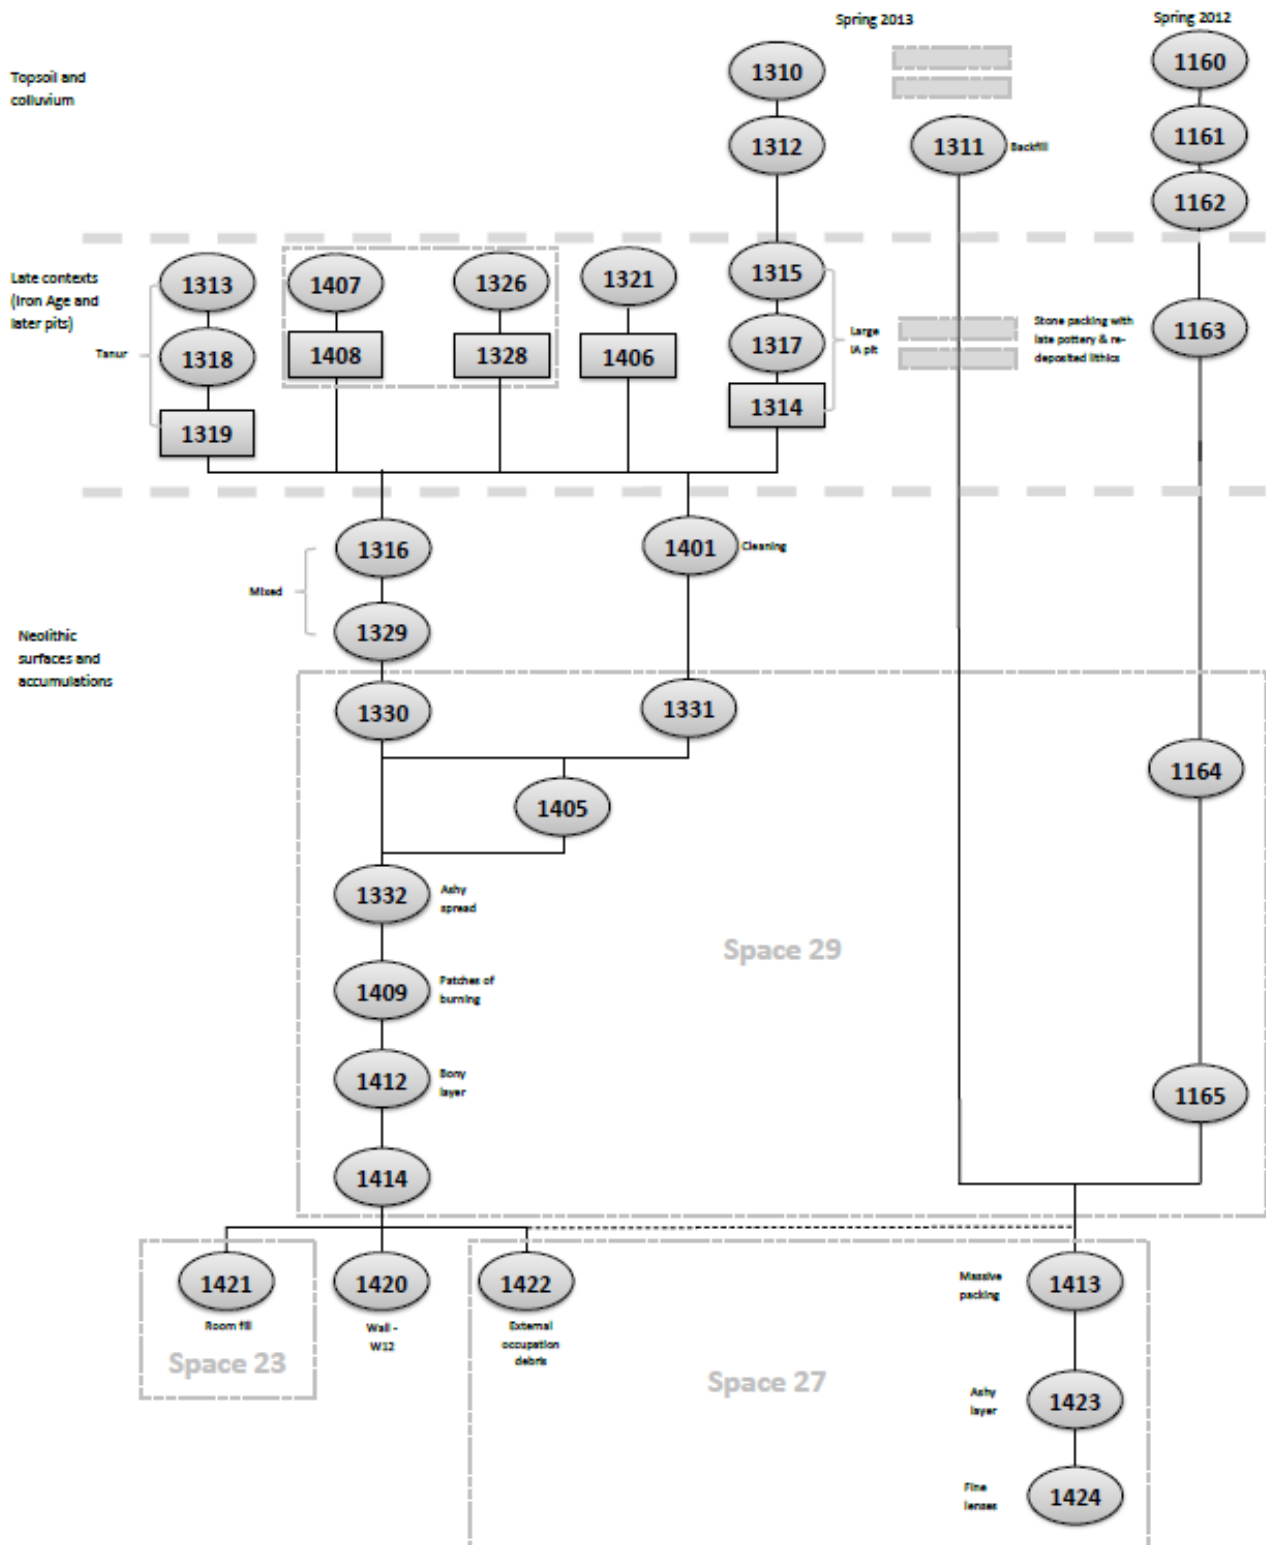 Spring 2013
Spring 2012
Topsoil and
colluvium
1310
1160
1312
1311
Backfill
1161
1162
Late contexts
(Iron Age and
later pits)
1313
1407
1326
1321
1315
1163
Tanur
1318
1408
1328
1406
1317
Large
IA pit
Stone packing with
late pottery & re-
deposited lithics
1319
1314
1316
1401
Cleaning
Mixed
1329
Neolithic
surfaces and
accumulations
1330
1331
1164
1405
1332
Ashy
spread
Space 29
1409
Patches of
burning
1412
Bony
layer
1165
1414
1421
Room fill
Space 23
1420
Wall -
W12
1422
External
occupation
debris
Space 27
Massive
packing
1413
Ashy
layer
1423
Fine
lenses
1424